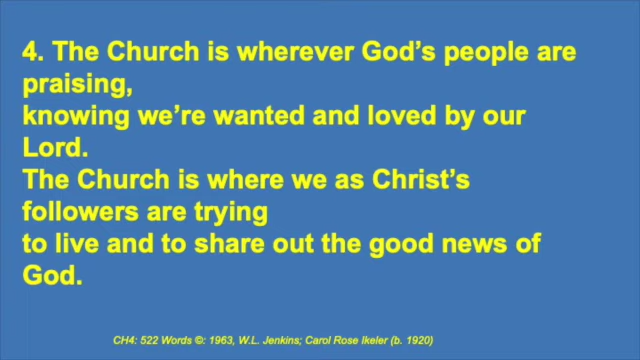 4. The Church is wherever God's people are
praising,
knowing we're wanted and loved by our
Lord.
The Church is where we as Christ's
followers are trying
to live and to share out the good news of
God.
CH4: 522 Words ©: 1963, W.L. Jenkins; Carol Rose Ikeler (b. 1920)